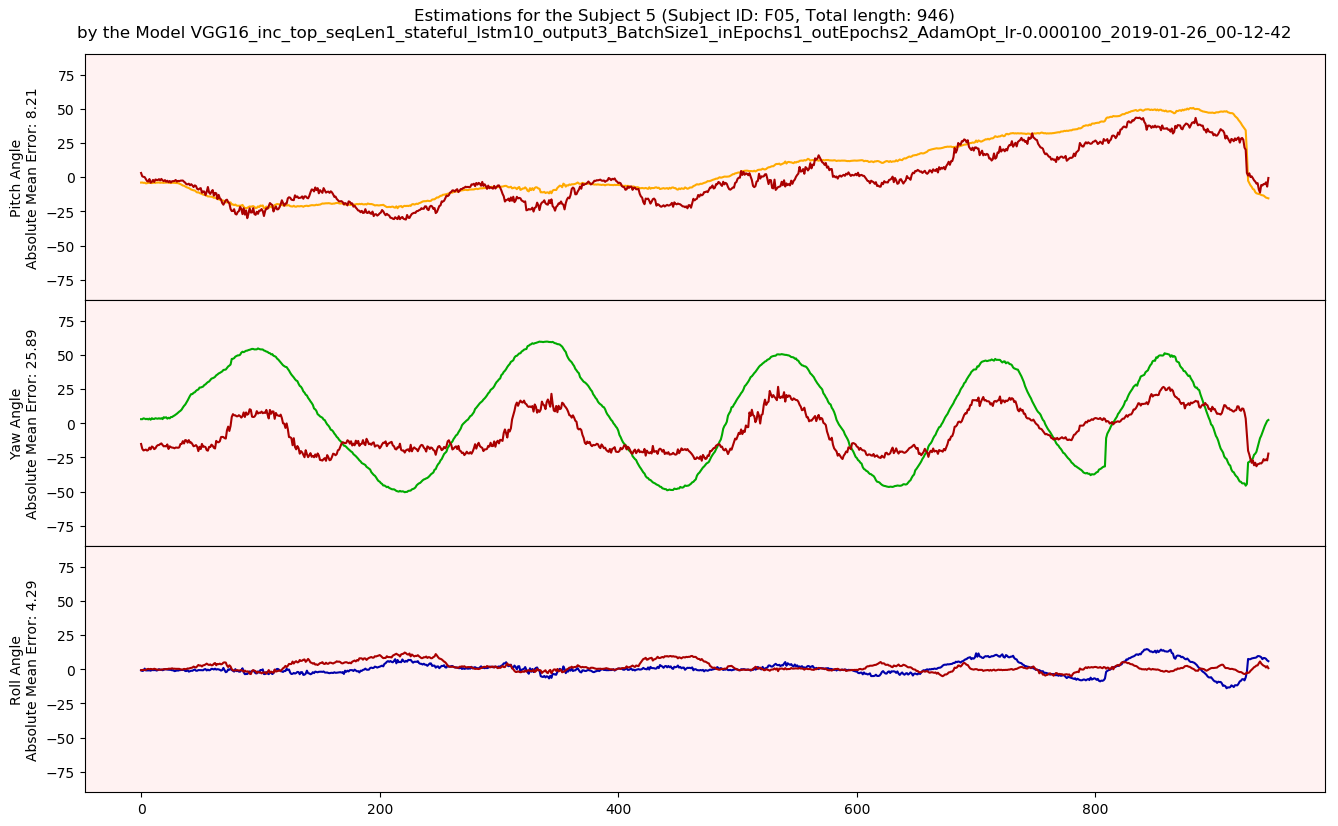 Estimations for the Subject 5 (Subject ID: F05, Total length: 946)
by the Model VGG16_inc_top_seqLen1_stateful_lstm10_output3_BatchSize1_inEpochs1_outEpochs2_AdamOpt_lr-0.000100_2019-01-26_00-12-42
Pitch Angle
Absolute Mean Error: 8.21
75
50
25
0
−25
−50
−75
Yaw Angle
Absolute Mean Error: 25.89
75
50
25
0
−25
−50
−75
Roll Angle
Absolute Mean Error: 4.29
75
50
25
0
−25
−50
−75
0 200 400 600 800